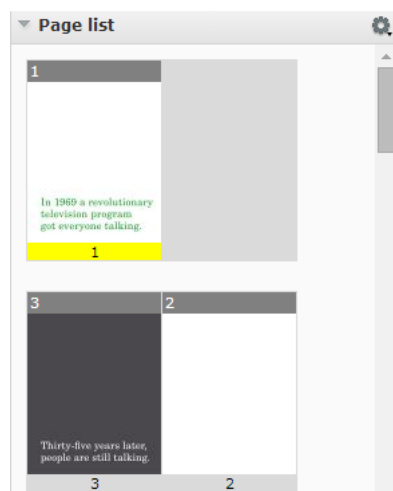 Page list
1
In 1969 a revolutionary
television program
got everyone talking.
1
3 2
Thirty-five years later,
people are still talking.
3 2